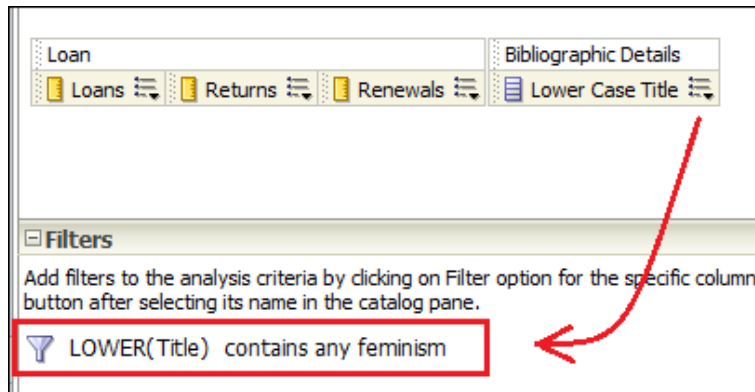 Loan Bibliographic Details
Loans Returns Renewals Lower Case Title
Filters
Add filters to the analysis criteria by clicking on Filter option for the specific column
button after selecting its name in the catalog pane.
LOWER(Title) contains any feminism